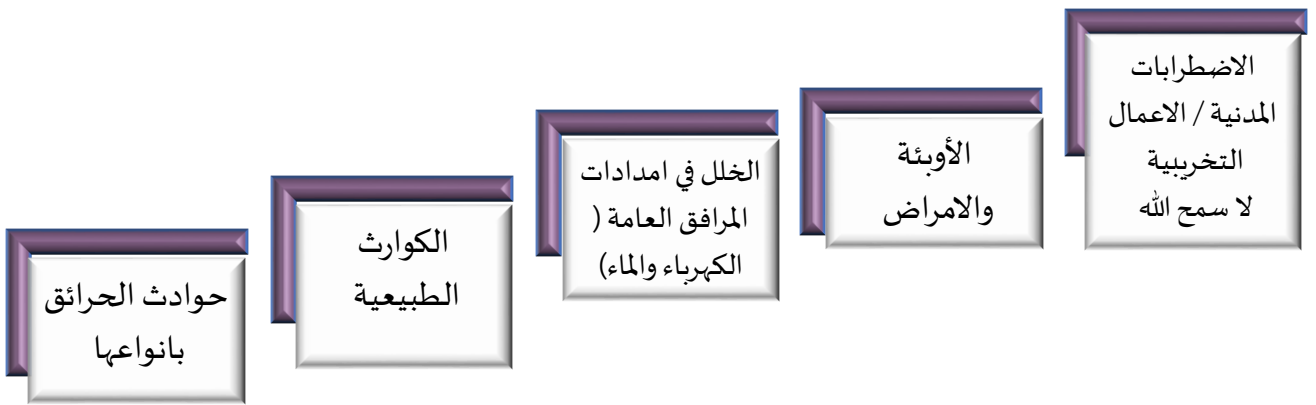 الاضطرابات
المدنية / الاعمال
التخريبية
لا سمح الله
الأوبئة
والامراض
الخلل في امدادات
المرافق العامة (
الكهرباء والماء)
الكوارث
الطبيعية
حوادث الحرائق
بانواعها